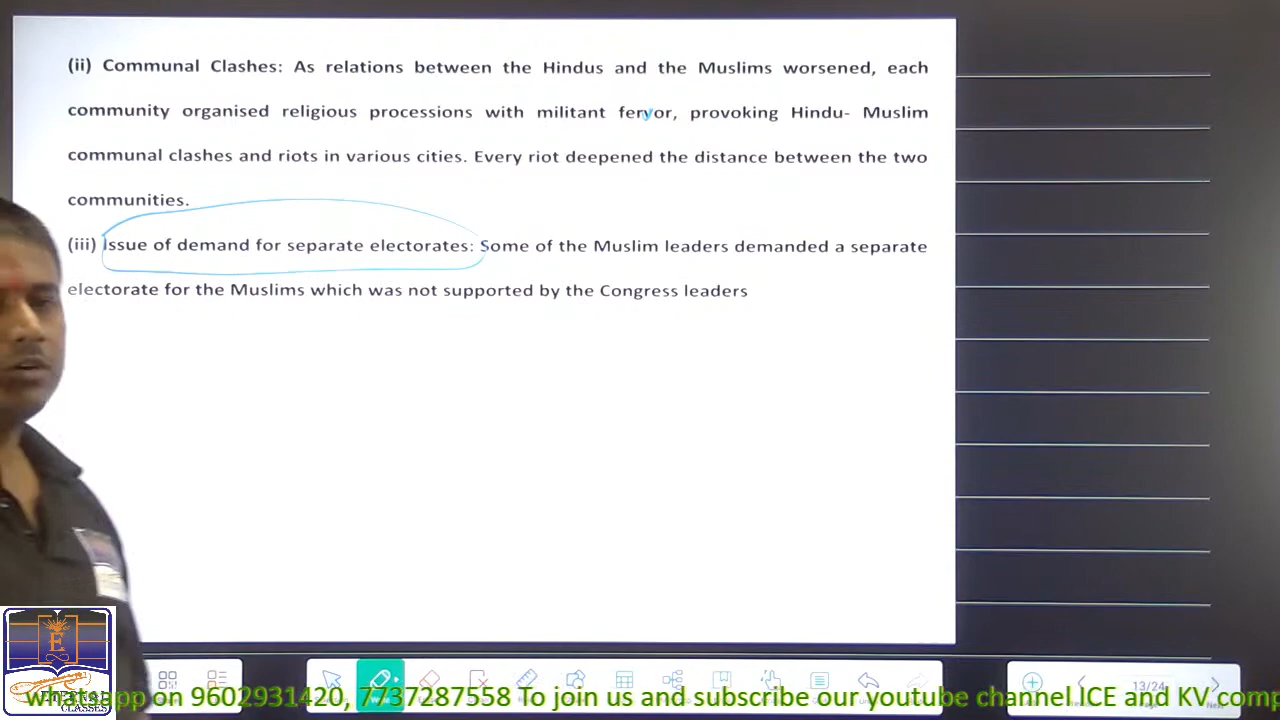 (ii) Communal Clashes: As relations between the Hindus and the Muslims worsened, each
community organised religious processions with militant fervor, provoking Hindu- Muslim
communal clashes and riots in various cities. Every riot deepened the distance between the two
communities.
(iii) Issue of demand for separate electorates: Some of the Muslim leaders demanded a separate
electorate for the Muslims which was not supported by the Congress leaders
E
13/24
Next
CLASSES
whatsapp on 9602931420, 7737287558 To join us and subscribe our youtube channel ICE and KV comp